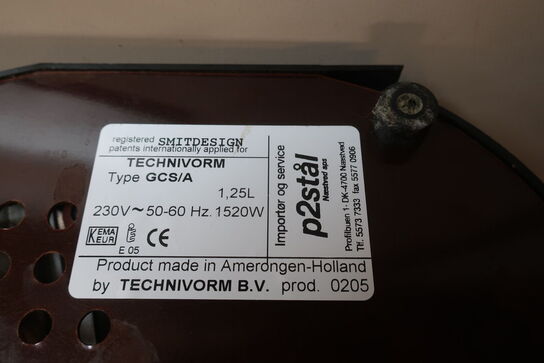 registered SMITDESIGN
patents internationally applied for
TECHNIVORM
Type GCS/A
1,25L
230V~50-60 Hz. 1520W
KEMA
KEUR
CE
E 05
Importør og service
p2stål
Næstved aps
Profilbuen 1 · DK-4700 Næstved
Tlf. 5573 7333 fax 5577 0906
Product made in Amerongen-Holland
by TECHNIVORM B.V. prod. 0205